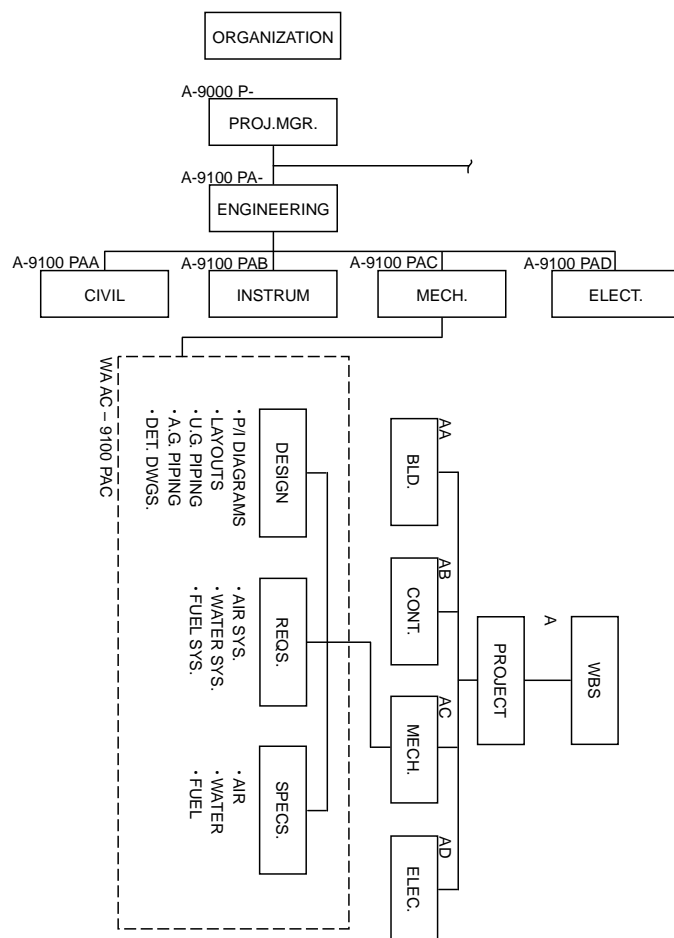 ORGANIZATION
A-9000 P-
PROJ.MGR.
A-9100 PA-
ENGINEERING
A-9100 PAA
CIVIL
A-9100 PAB
INSTRUM
A-9100 PAC
MECH.
A-9100 PAD
ELECT.
WBS
A
PROJECT
AA
BLD.
AB
CONT.
AC
MECH.
AD
ELEC.
DESIGN
• P/I DIAGRAMS
• LAYOUTS
• U.G. PIPING
• A.G. PIPING
• DET. DWGS.
REQS.
• AIR SYS.
• WATER SYS.
• FUEL SYS.
SPECS.
• AIR
• WATER
• FUEL
WA AC – 9100 PAC